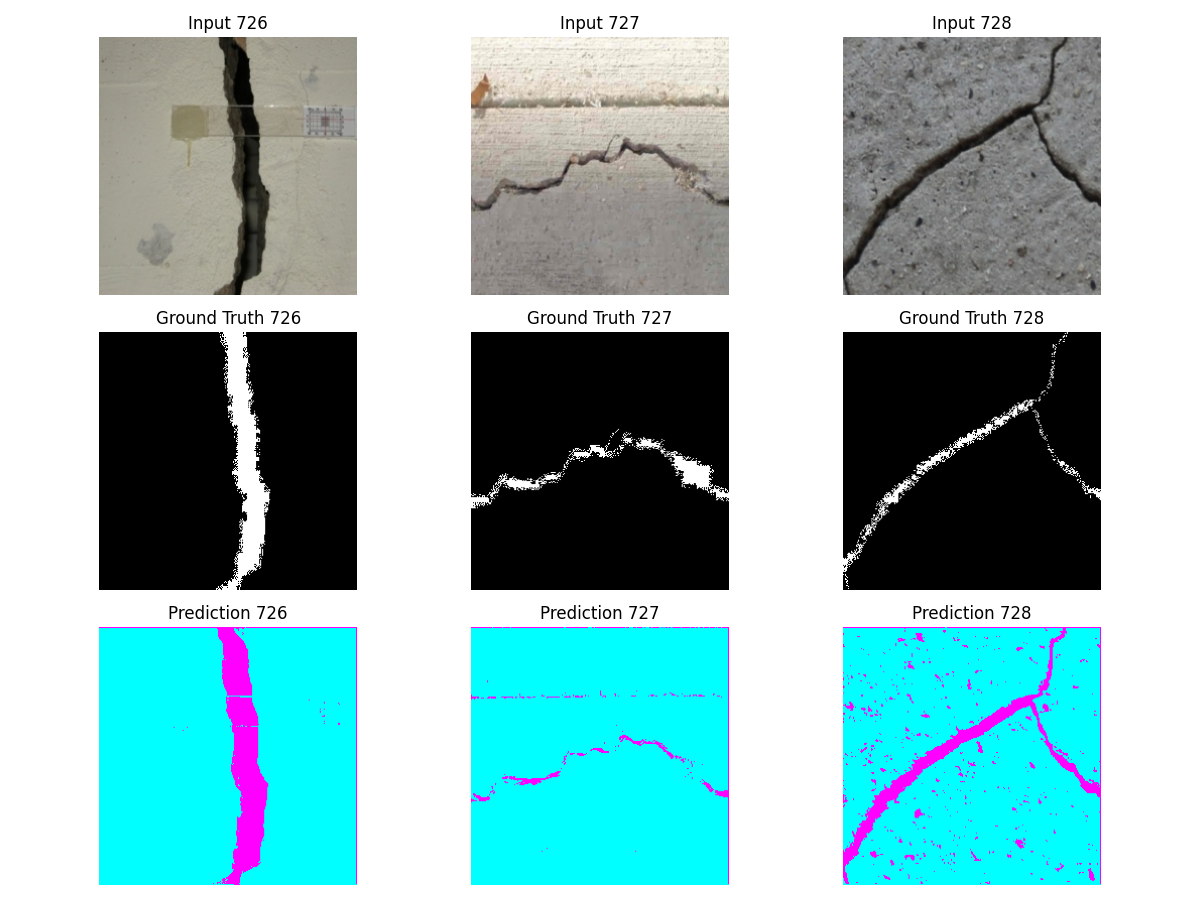 Input 726
Input 727
Input 728
Ground Truth 726
Ground Truth 727
Ground Truth 728
Prediction 726
Prediction 727
Prediction 728